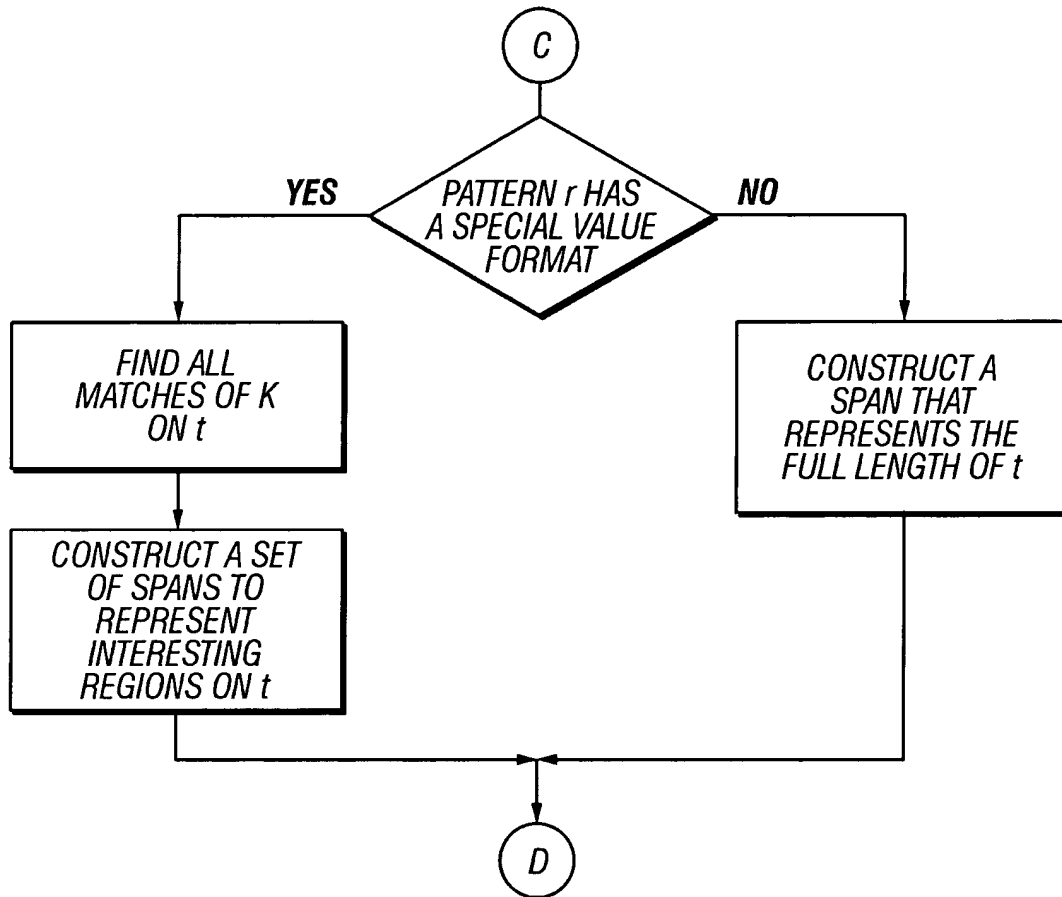 C
YES
PATTERN r HAS
A SPECIAL VALUE
FORMAT
NO
FIND ALL
MATCHES OF K
ON t
CONSTRUCT A SET
OF SPANS TO
REPRESENT
INTERESTING
REGIONS ON t
CONSTRUCT A
SPAN THAT
REPRESENTS THE
FULL LENGTH OF t
D